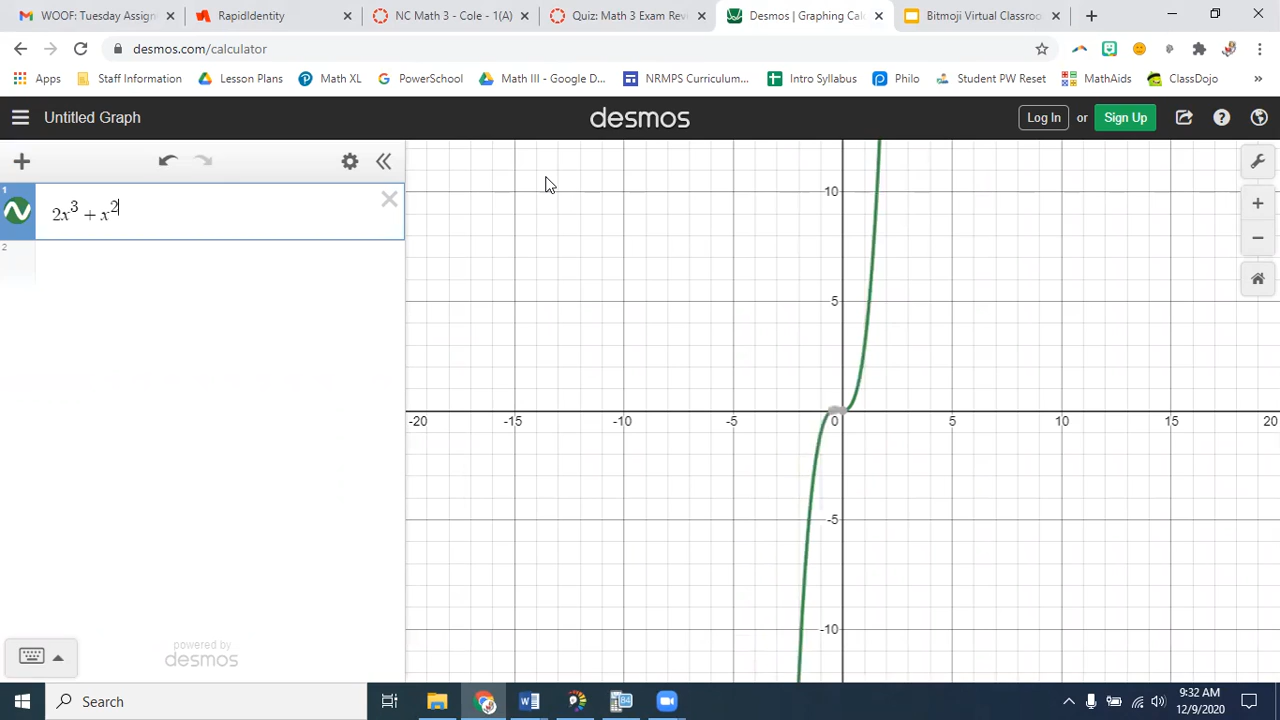 WOOF: Tuesday Assign
RapidIdentity
NC Math 3 - Cole - 1(A)
Quiz: Math 3 Exam Rev
Desmos | Graphing Calc
Bitmoji Virtual Classroo
desmos.com/calculator
Apps
Staff Information
Lesson Plans
Math XL
PowerSchool
Math III - Google D...
NRMPS Curriculum...
Intro Syllabus
Philo
Student PW Reset
MathAids
ClassDojo
»
Untitled Graph
desmos
Log In or Sign Up
1
2x³ + x²
2
10
5
-20 -15 -10 -5 0 5 10 15 20
-5
-10
powered by
desmos
Search
84
9:32 AM
12/9/2020